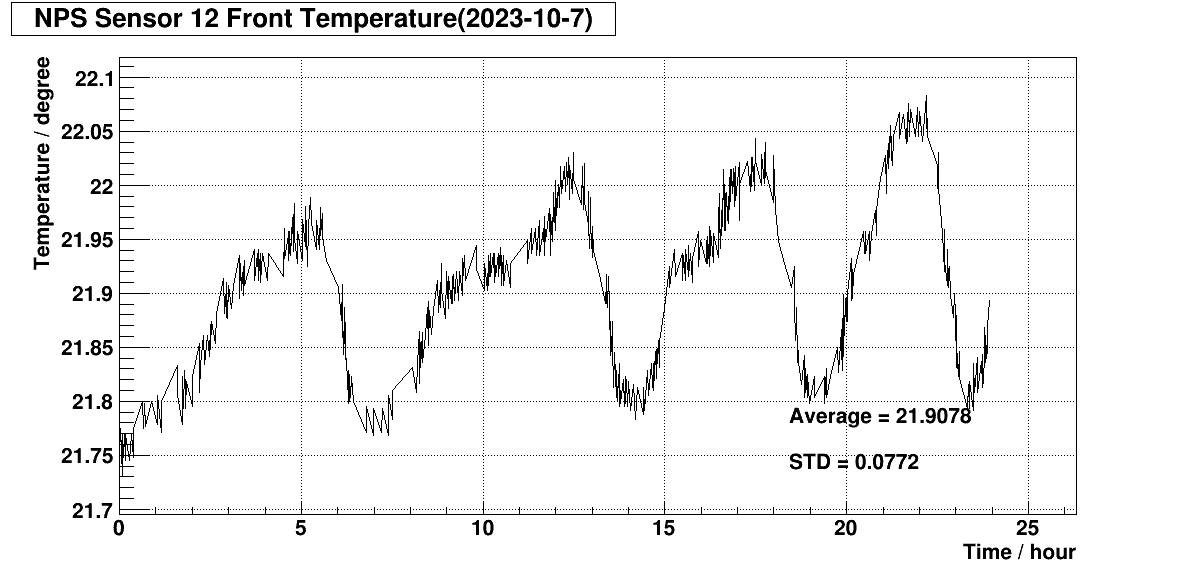 NPS Sensor 12 Front Temperature(2023-10-7)
Temperature / degree
22.1
22.05
22
21.95
21.9
21.85
21.8
21.75
21.7
Average = 21.9078
STD = 0.0772
0 5 10 15 20 25
Time / hour